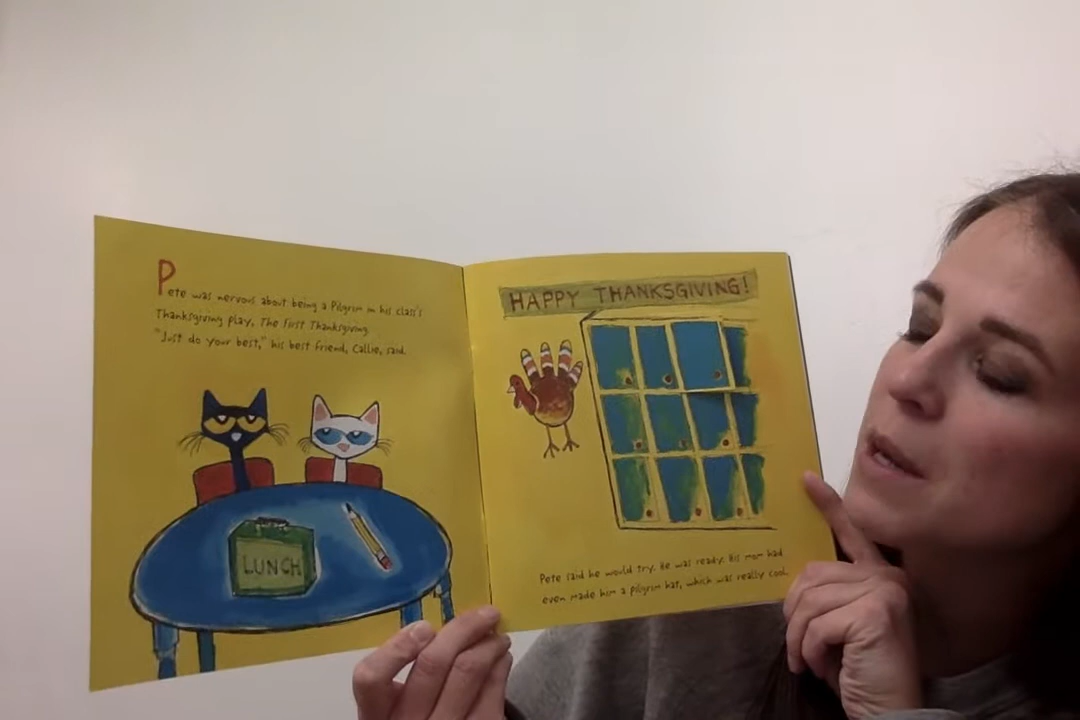 Pete was nervous about being a Pilgrim in his class's
Thanksgiving play, The First Thanksgiving.
"Just do your best," his best friend, Callie, said.
LUNCH
HAPPY THANKSGIVING!
Pete said he would try. He was ready. His mom had
even made him a pilgrim hat, which was really cool.